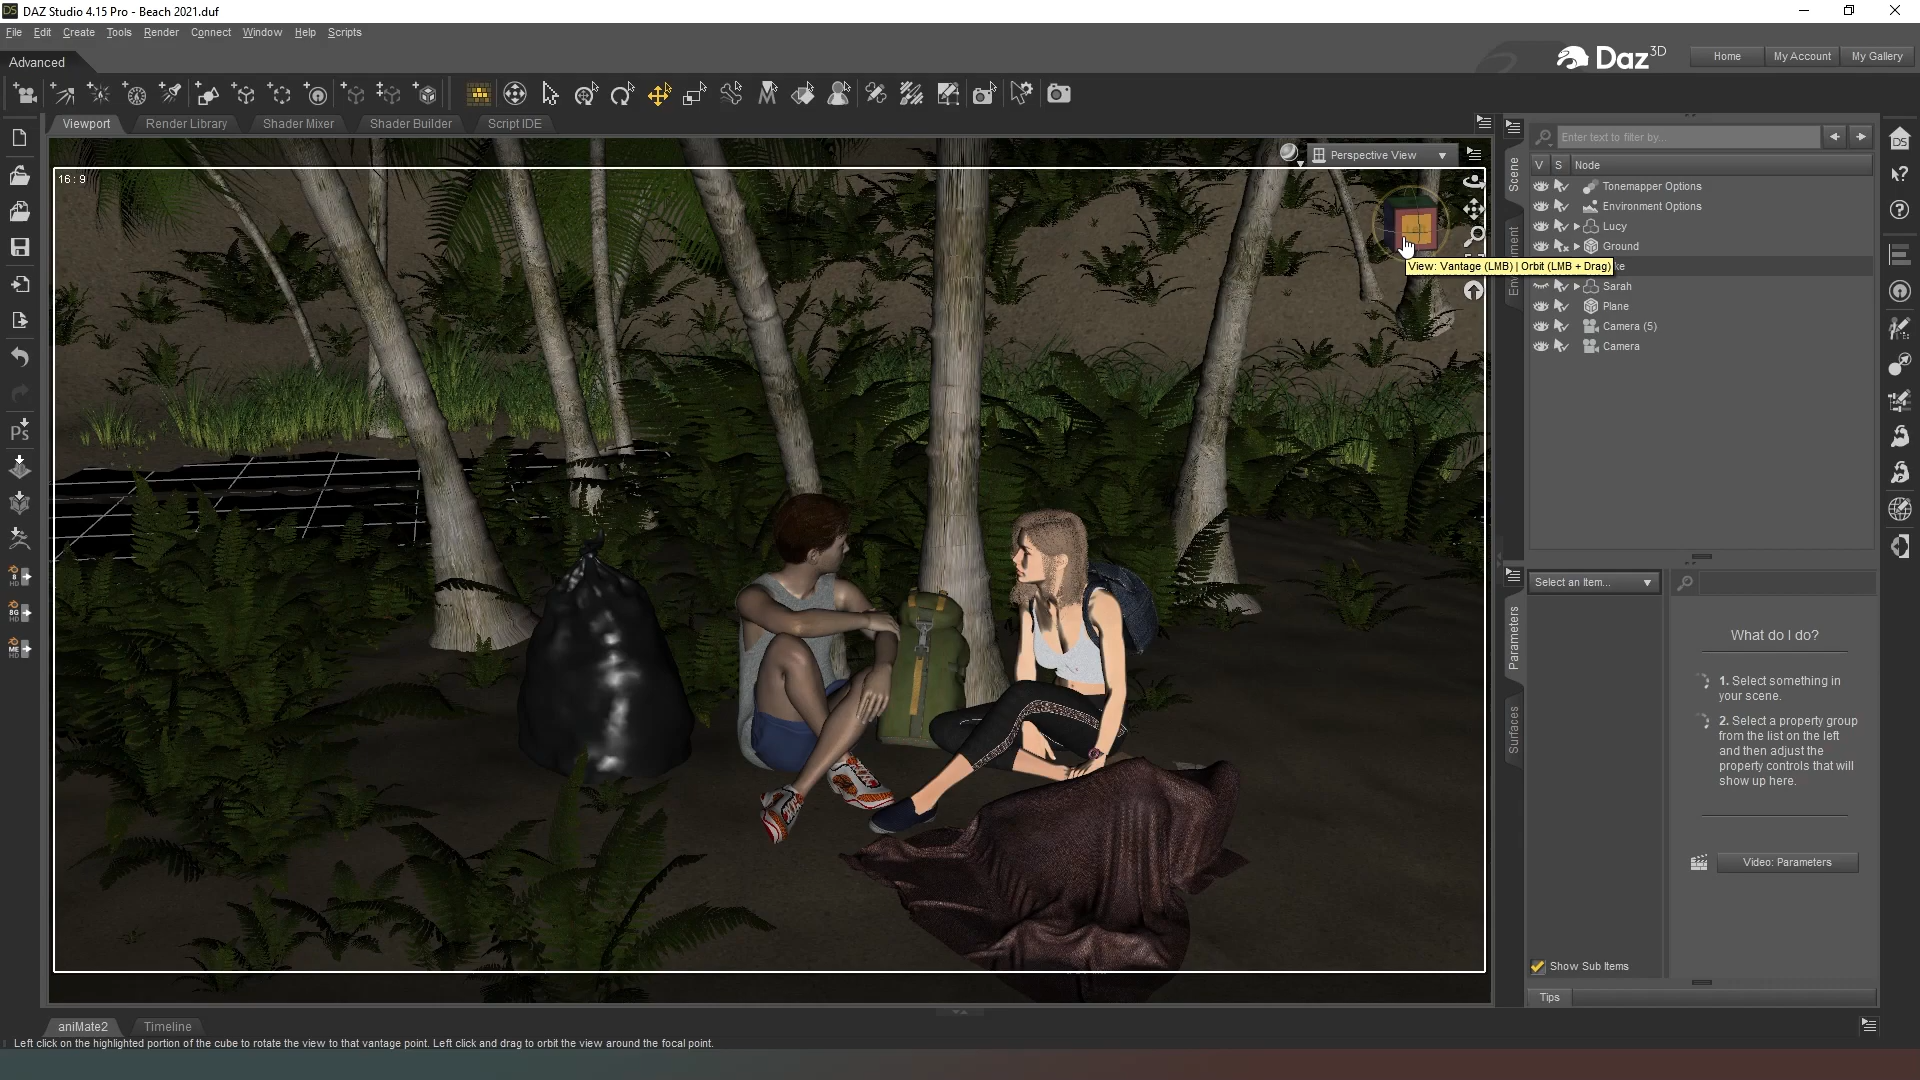 DAZ Studio 4.15 Pro - Beach 2021.duf
File Edit Create Tools Render Connect Window Help Scripts
Advanced
Daz 3D
Home My Account My Gallery
Viewport Render Library Shader Mixer Shader Builder Script IDE
16 : 9
Perspective View
View: Vantage (LMB) | Orbit (LMB + Drag)
Scene
Enter text to filter by...
V S Node
Tonemapper Options
Environment Options
Lucy
Ground
ke
Sarah
Plane
Camera (5)
Camera
Parameters
Surfaces
Select an Item...
What do I do?
1. Select something in
your scene.
2. Select a property group
from the list on the left
and then adjust the
property controls that will
show up here.
Video: Parameters
Show Sub Items
Tips
aniMate2 Timeline
Left click on the highlighted portion of the cube to rotate the view to that vantage point. Left click and drag to orbit the view around the focal point.